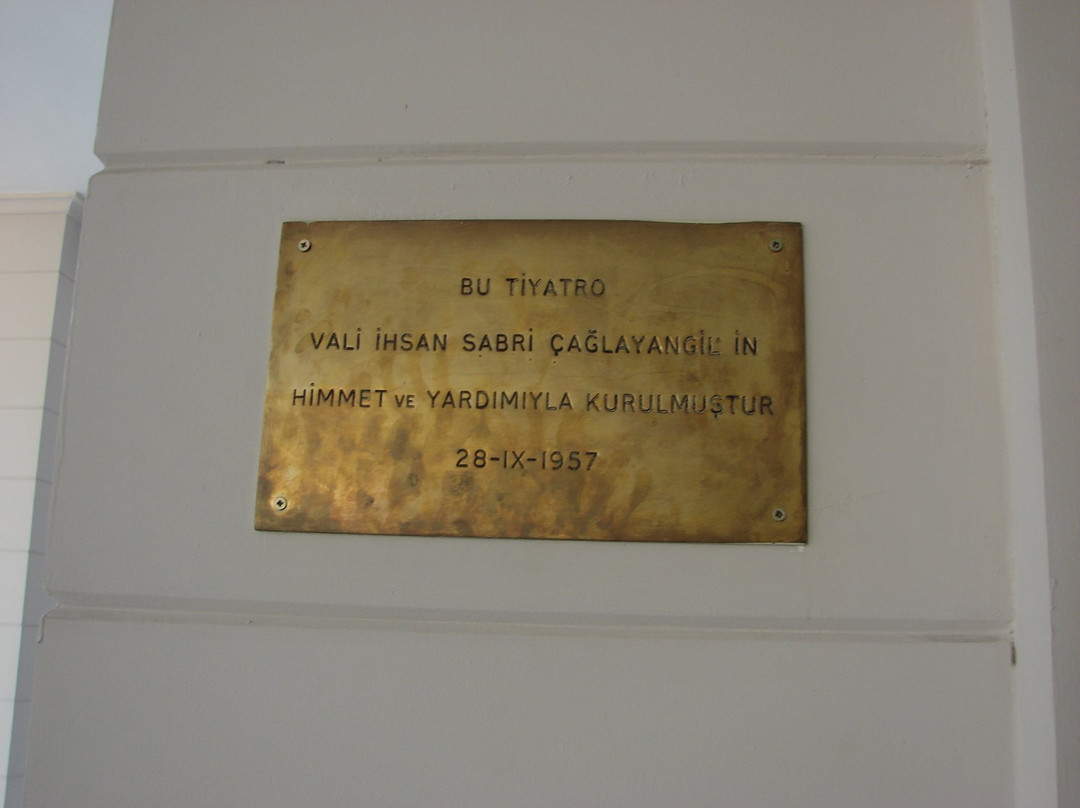 BU TİYATRO
VALİ İHSAN SABRİ ÇAĞLAYANGİL' İN
HİMMET VE YARDIMIYLA KURULMUŞTUR
28-IX-1957